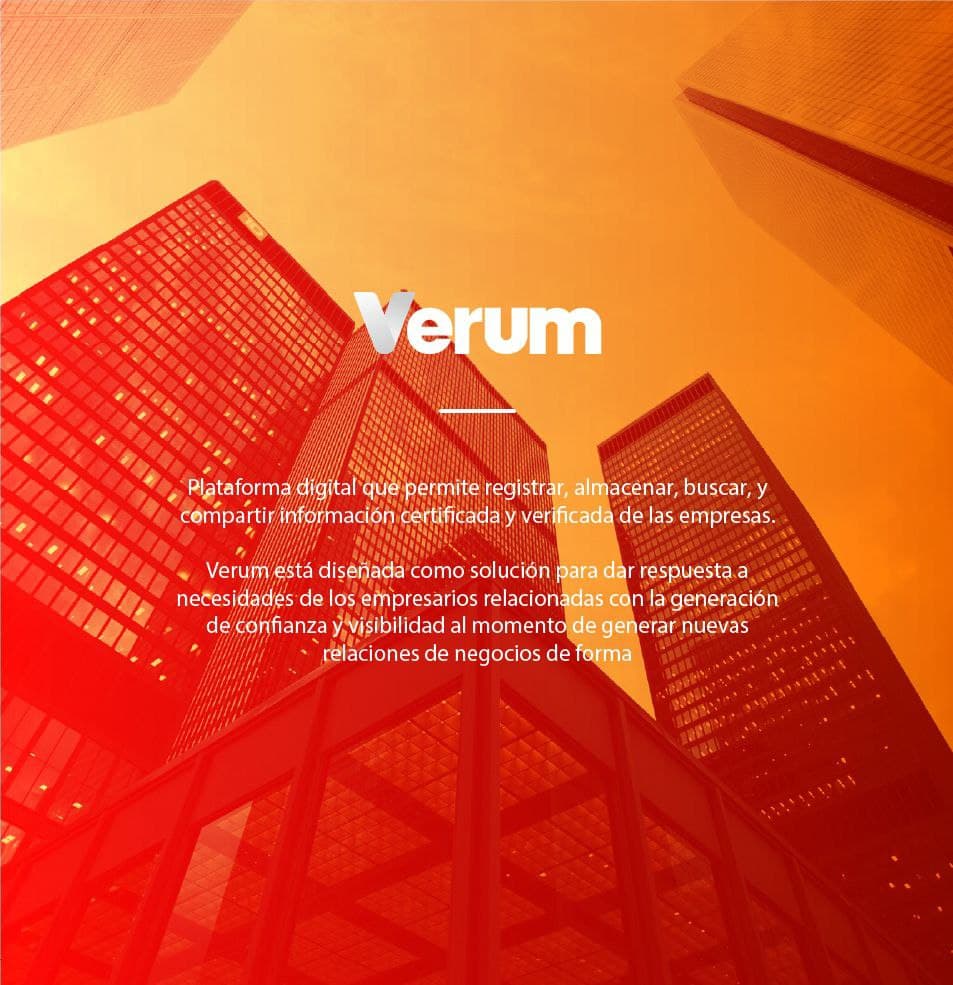 Verum
Plataforma digital que permite registrar, almacenar, buscar, y
compartir información certificada y verificada de las empresas.
Verum está diseñada como solución para dar respuesta a
necesidades de los empresarios relacionadas con la generación
de confianza y visibilidad al momento de generar nuevas
relaciones de negocios de forma